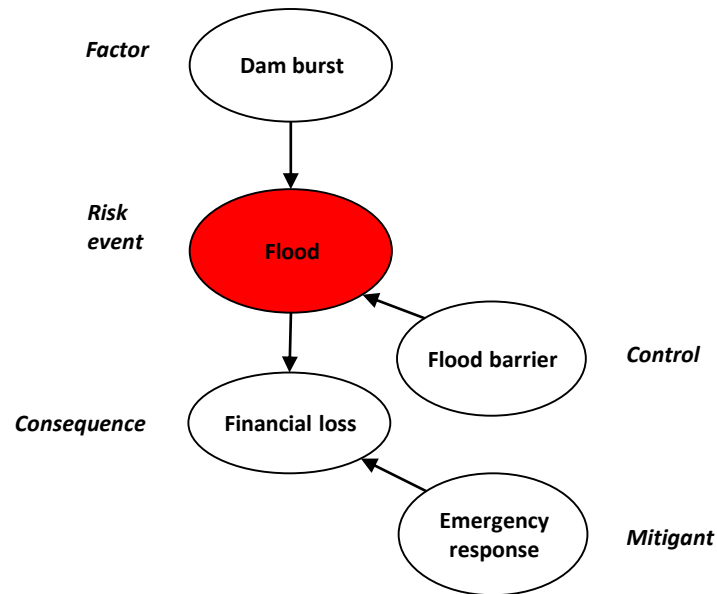 Factor
Dam burst
Risk
event
Flood
Flood barrier
Control
Consequence
Financial loss
Emergency
response
Mitigant